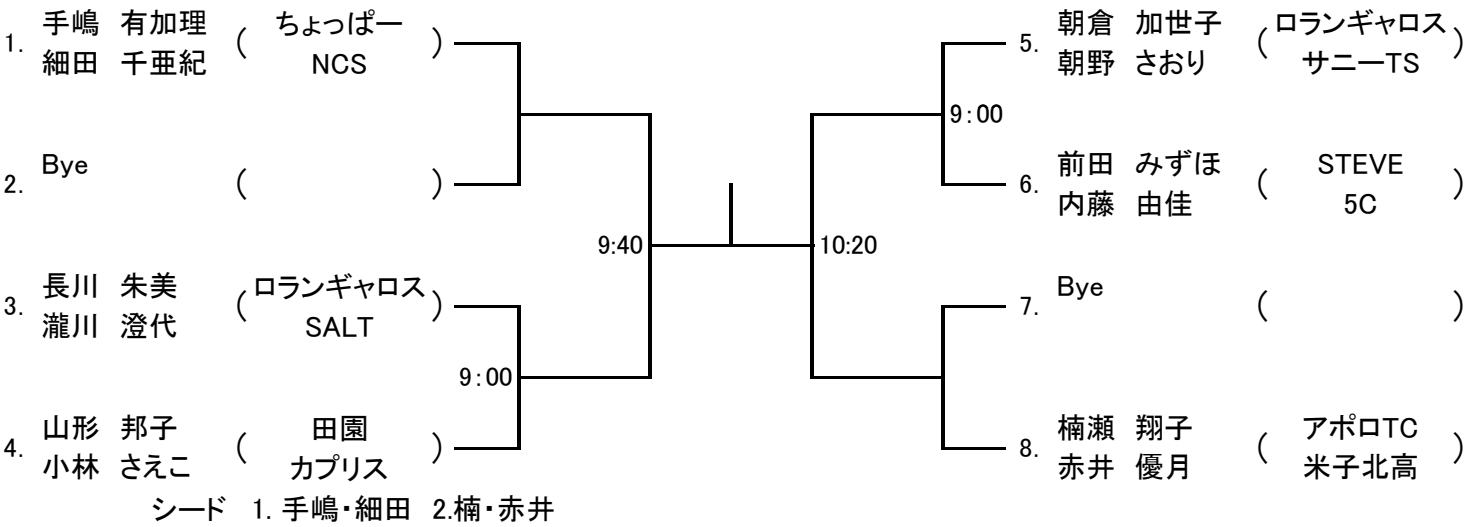 1. 手嶋 有加理 ( ちょっぱー )
細田 千亜紀 NCS
2. Bye ( )
9:40
3. 長川 朱美 ( ロランギャロス )
瀧川 澄代 SALT
9:00
4. 山形 邦子 ( 田園 )
小林 さえこ カプリス
5. 朝倉 加世子 ( ロランギャロス )
朝野 さおり サニーTS
9:00
6. 前田 みずほ ( STEVE )
内藤 由佳 5C
10:20
7. Bye ( )
8. 楠瀬 翔子 ( アポロTC )
赤井 優月 米子北高
シード 1. 手嶋・細田 2.楠・赤井